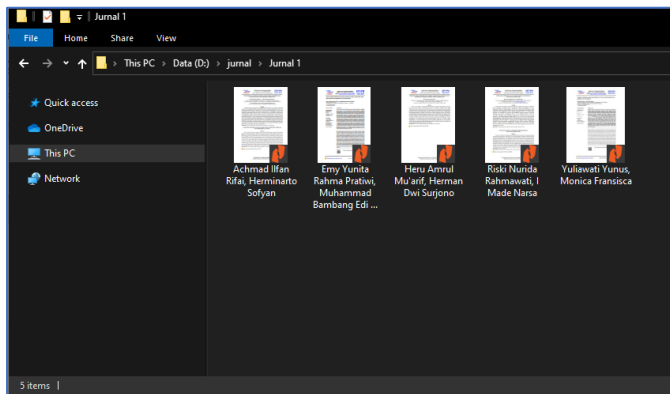 Jurnal 1
File Home Share View
This PC > Data (D:) > jurnal > Jurnal 1
Quick access
OneDrive
This PC
Network
Achmad Ilfan
Rifai, Herminarto
Sofyan
Emy Yunita
Rahma Pratiwi,
Muhammad
Bambang Edi ...
Heru Amrul
Mu'arif, Herman
Dwi Surjono
Riski Nurida
Rahmawati, I
Made Narsa
Yuliawati Yunus,
Monica Fransisca
5 items